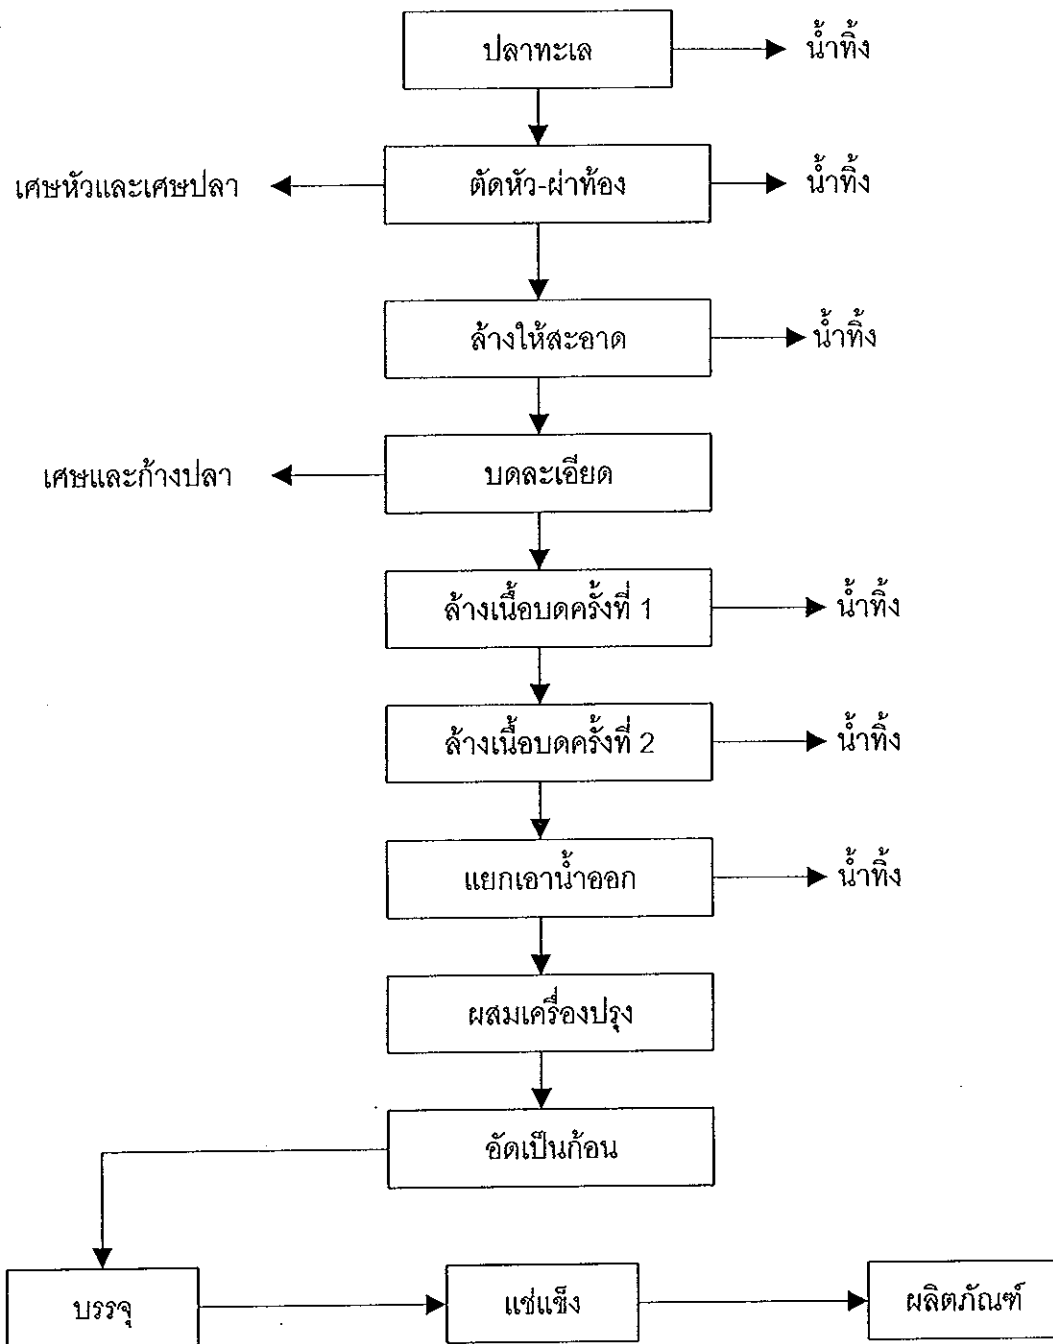 ปลาทะเล
น้ำทิ้ง
เศษหัวและเศษปลา
ตัดหัว-ผ่าท้อง
น้ำทิ้ง
ล้างให้สะอาด
น้ำทิ้ง
เศษและก้างปลา
บดละเอียด
ล้างเนื้อบดครั้งที่ 1
น้ำทิ้ง
ล้างเนื้อบดครั้งที่ 2
น้ำทิ้ง
แยกเอาน้ำออก
น้ำทิ้ง
ผสมเครื่องปรุง
อัดเป็นก้อน
บรรจุ
แช่แข็ง
ผลิตภัณฑ์